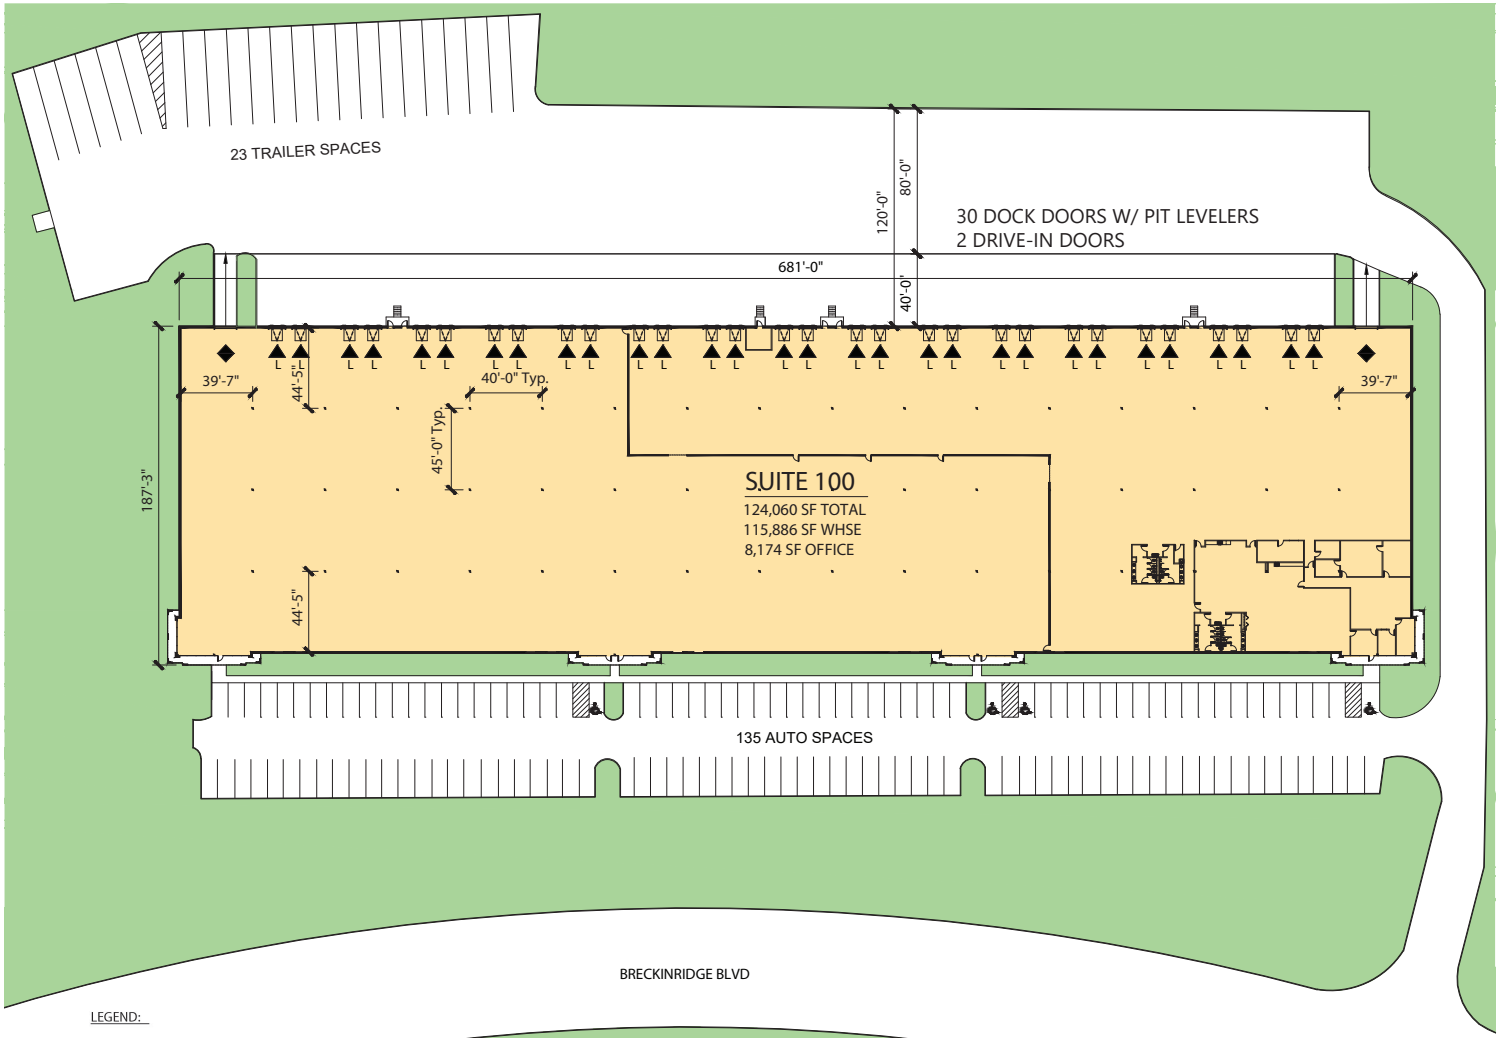 23 TRAILER SPACES
120'-0"
80'-0"
30 DOCK DOORS W/ PIT LEVELERS
2 DRIVE-IN DOORS
681'-0"
40'-0"
L L L L L L L L L L L L L L L L L L L L L L L L L L L L L L
39'-7"
44'-5"
40'-0" Typ.
39'-7"
45'-0" Typ.
187'-3"
SUITE 100
124,060 SF TOTAL
115,886 SF WHSE
8,174 SF OFFICE
44'-5"
135 AUTO SPACES
BRECKINRIDGE BLVD
LEGEND: